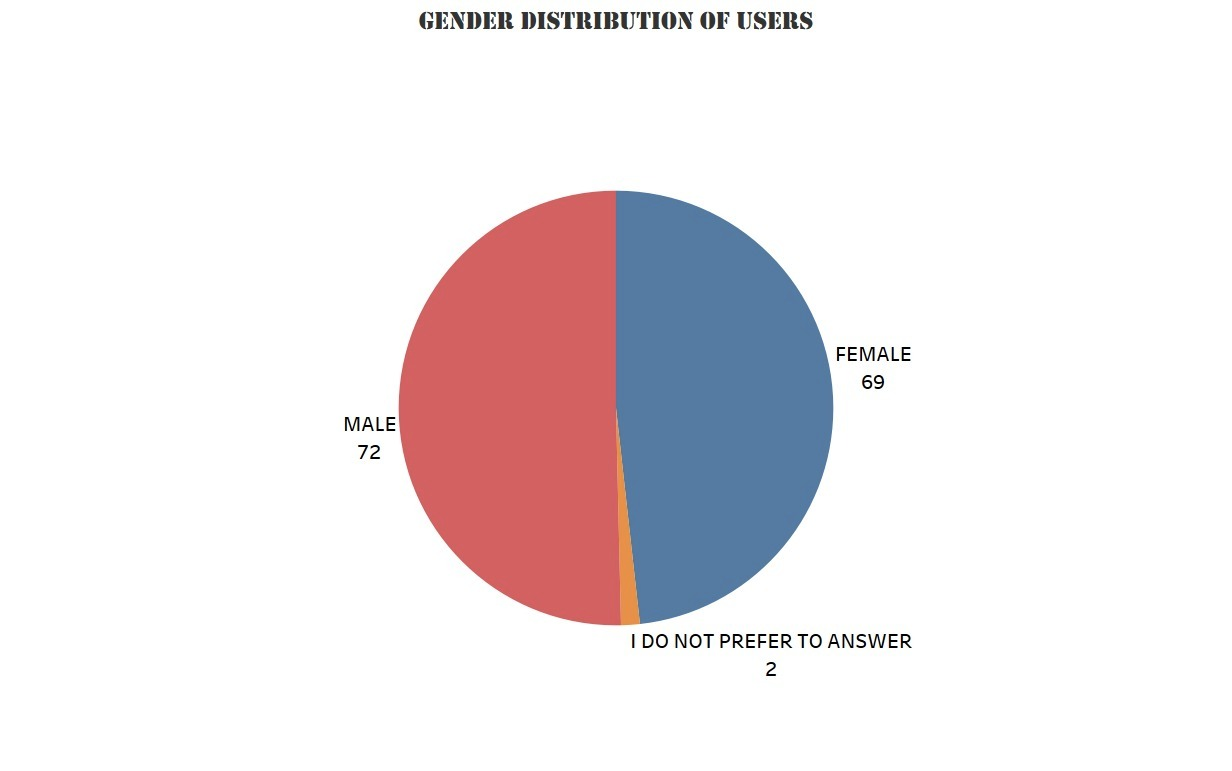 GENDER DISTRIBUTION OF USERS
FEMALE
69
MALE
72
I DO NOT PREFER TO ANSWER
2